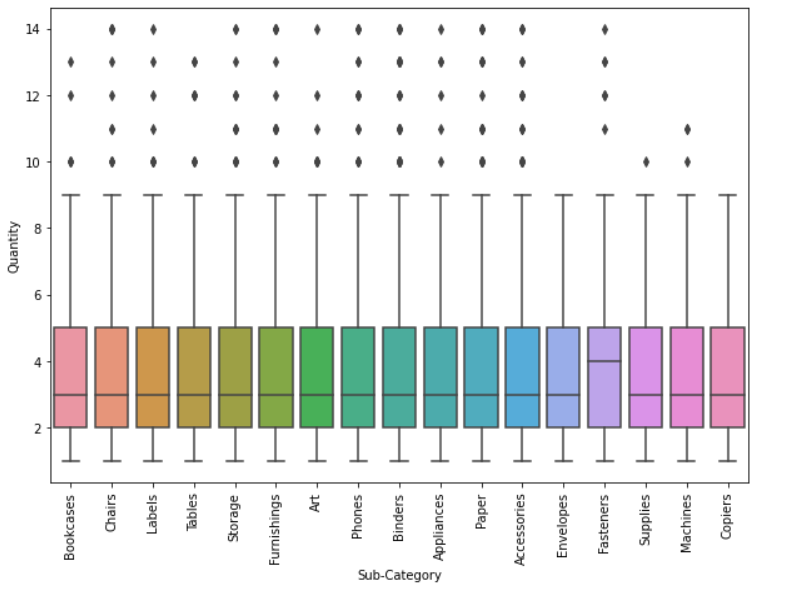 14
12
10
8
6
4
2
Quantity
Bookcases
Chairs
Labels
Tables
Storage
Furnishings
Art
Phones
Binders
Appliances
Paper
Accessories
Envelopes
Fasteners
Supplies
Machines
Copiers
Sub-Category